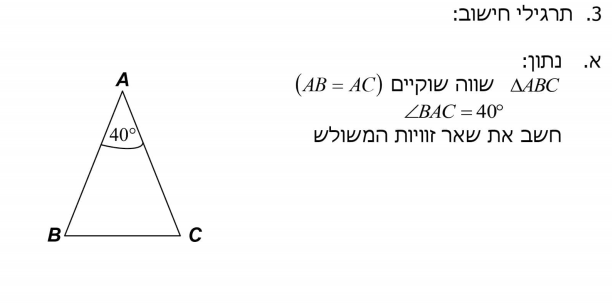 3. תרגילי חישוב:
א. נתון:
ΔABC שווה שוקיים (AB = AC)
∠BAC = 40°
חשב את שאר זוויות המשולש
A
40°
B C